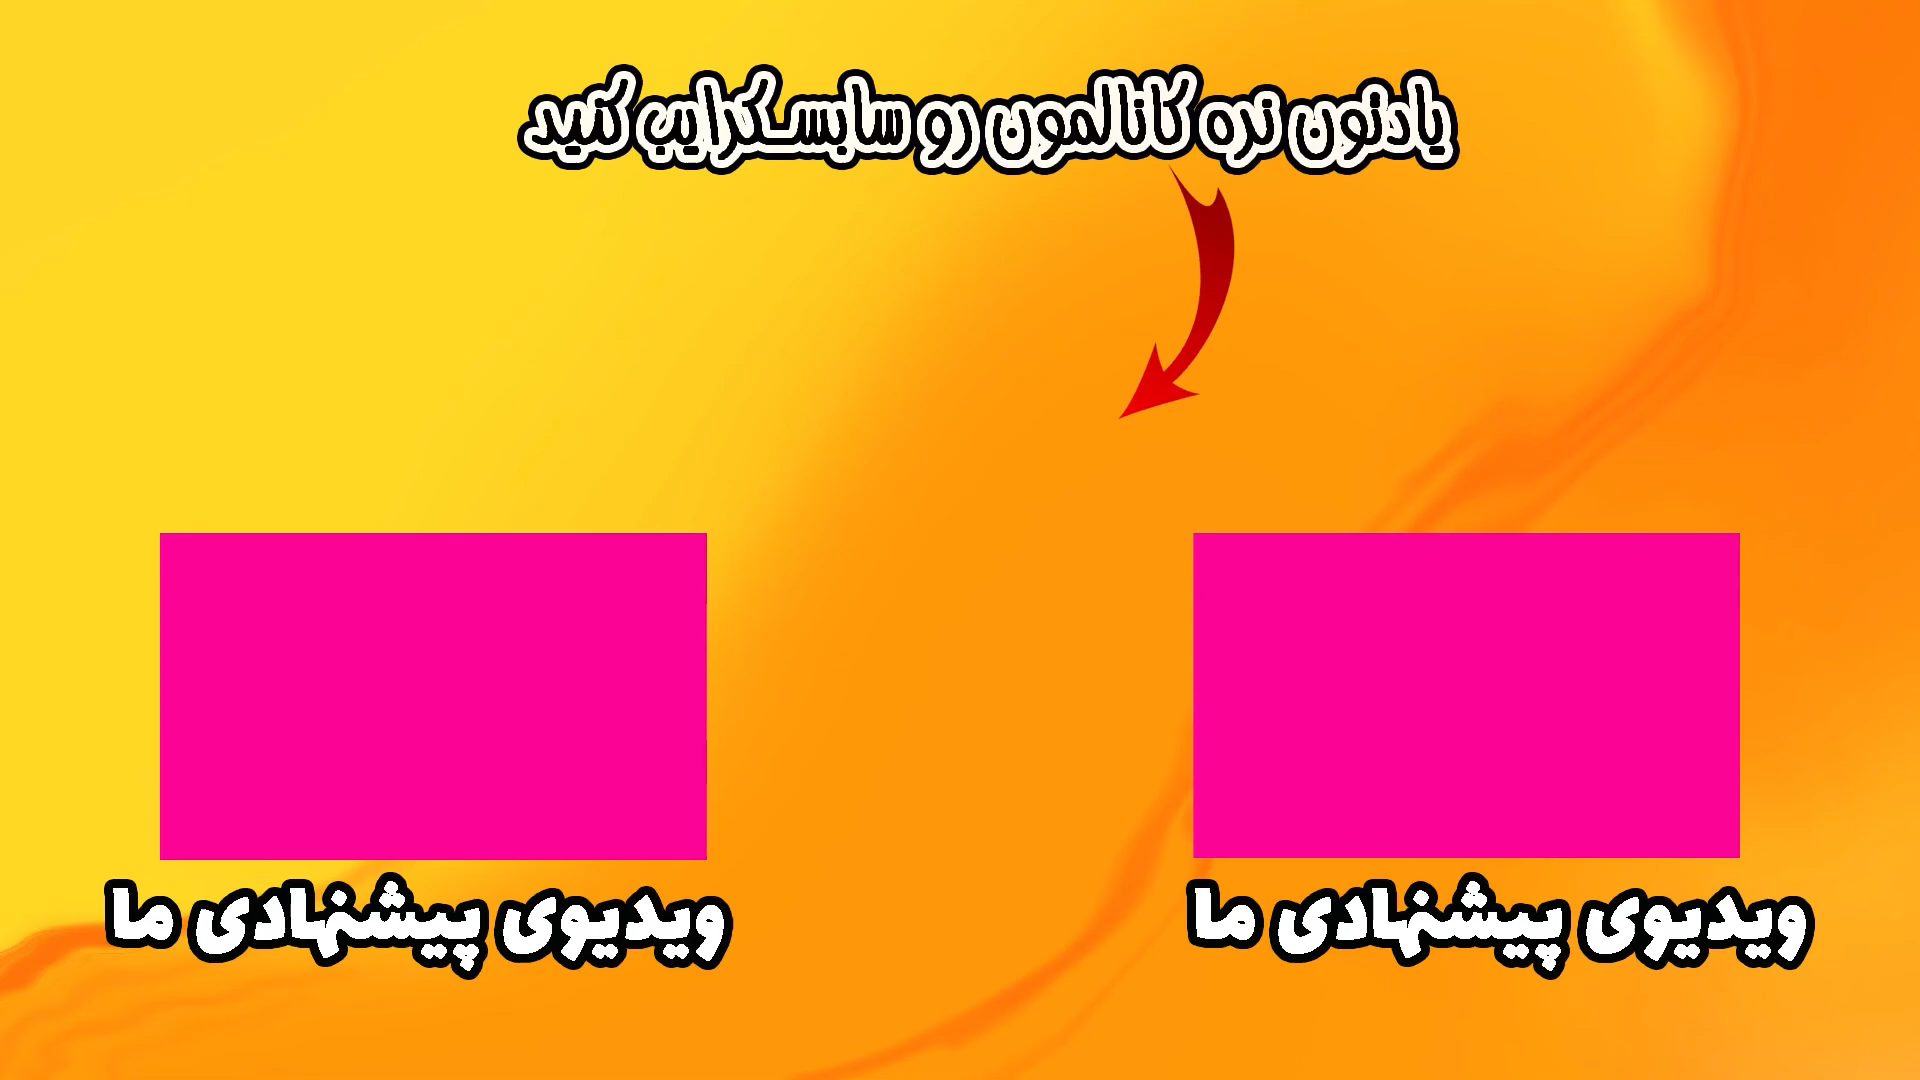 یادتون نره کانالمون رو سابسکرایب کنید
ویدیوی پیشنهادی ما
ویدیوی پیشنهادی ما